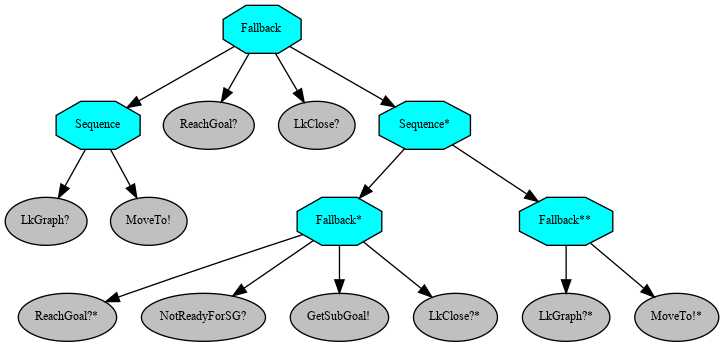 Fallback
Sequence
ReachGoal?
LkClose?
Sequence*
LkGraph?
MoveTo!
Fallback*
Fallback**
ReachGoal?*
NotReadyForSG?
GetSubGoal!
LkClose?*
LkGraph?*
MoveTo!*